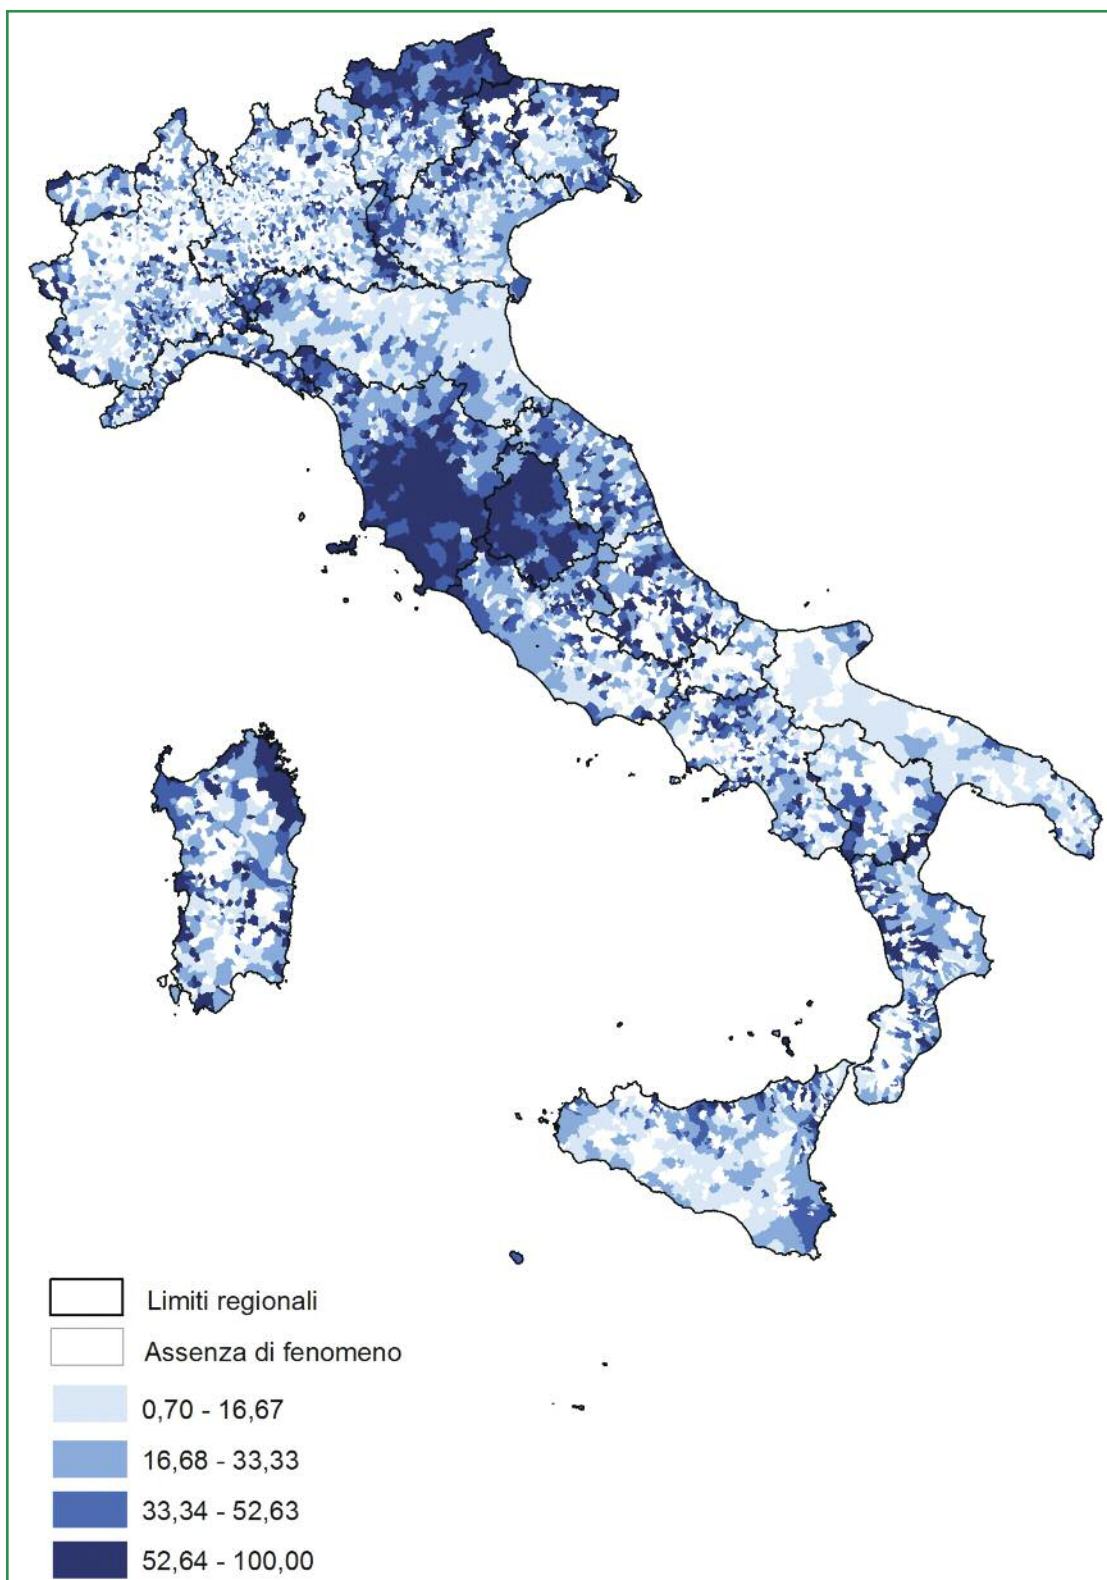 Limiti regionali
Assenza di fenomeno
0,70 - 16,67
16,68 - 33,33
33,34 - 52,63
52,64 - 100,00